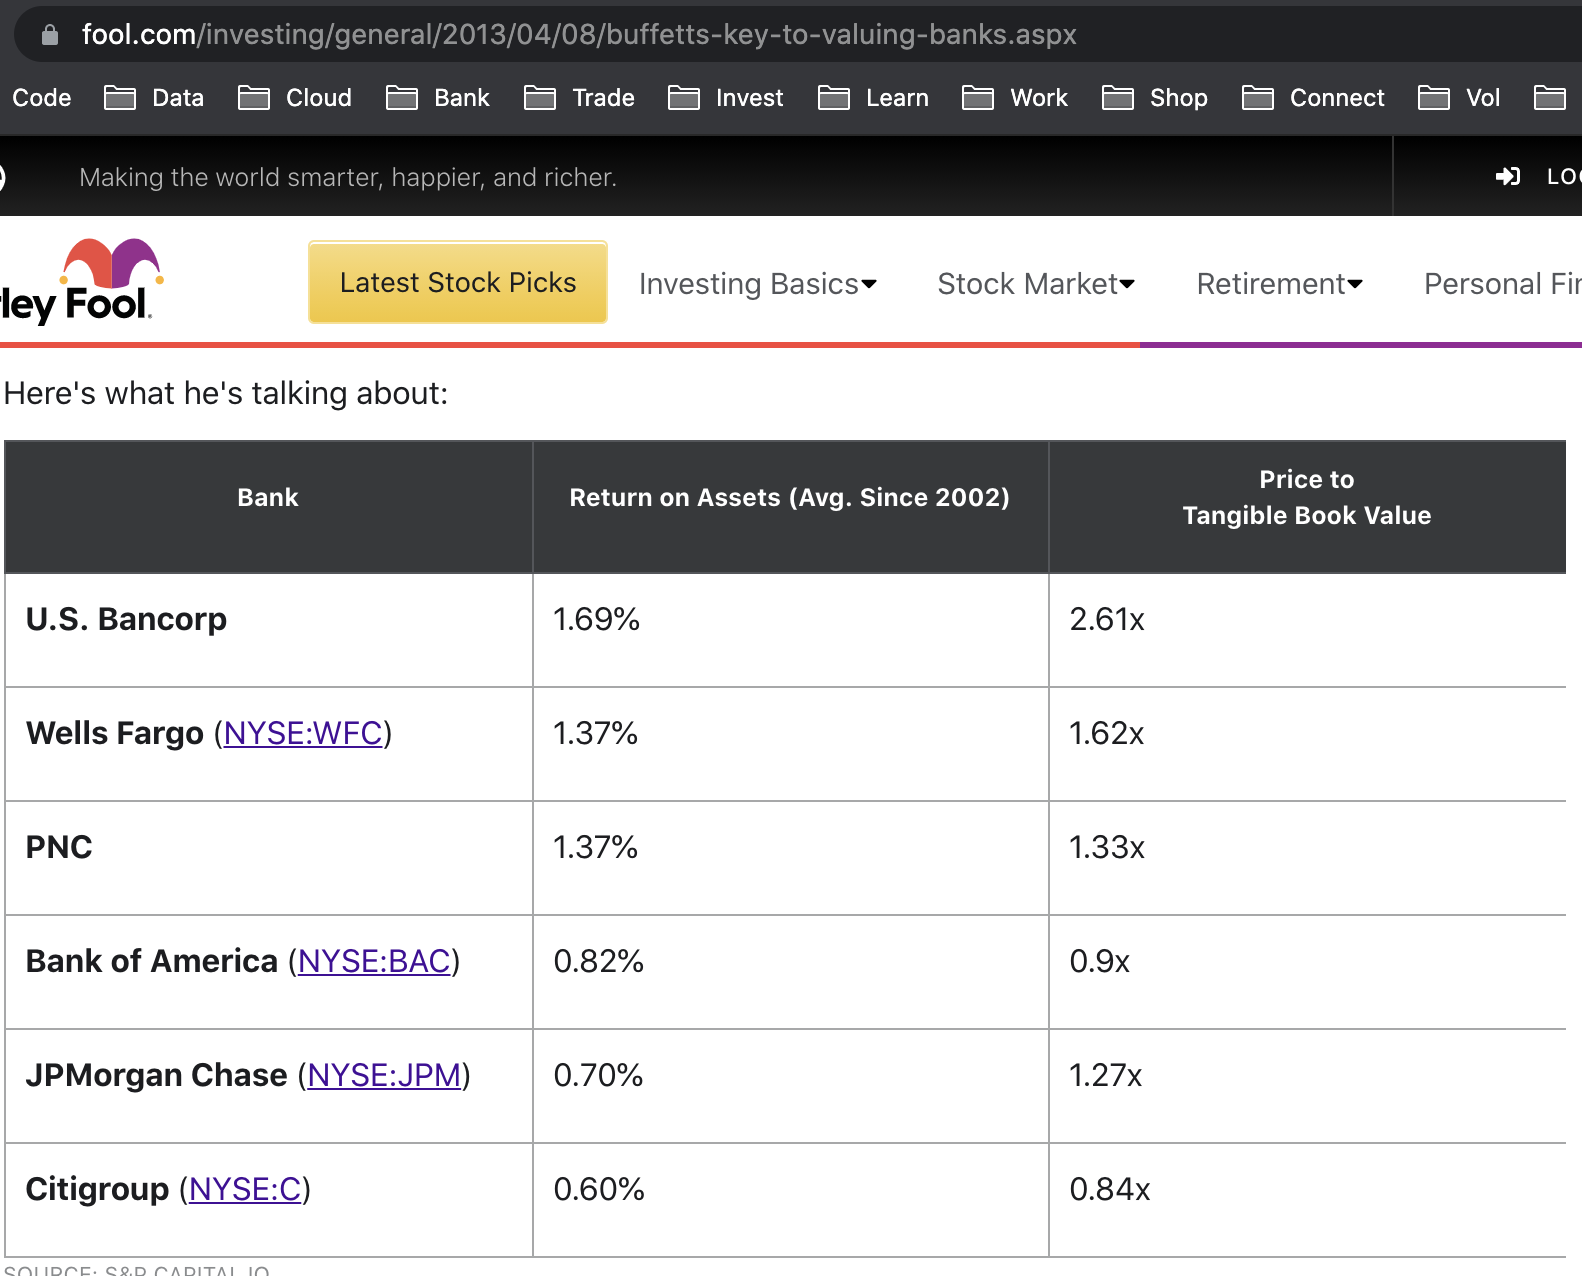 fool.com/investing/general/2013/04/08/buffetts-key-to-valuing-banks.aspx
Code Data Cloud Bank Trade Invest Learn Work Shop Connect Vol
Making the world smarter, happier, and richer.
Fool.
Latest Stock Picks Investing Basics Stock Market Retirement Personal
Here's what he's talking about:
Bank Return on Assets (Avg. Since 2002) Price to
Tangible Book Value
U.S. Bancorp 1.69% 2.61x
Wells Fargo (NYSE:WFC) 1.37% 1.62x
PNC 1.37% 1.33x
Bank of America (NYSE:BAC) 0.82% 0.9x
JPMorgan Chase (NYSE:JPM) 0.70% 1.27x
Citigroup (NYSE:C) 0.60% 0.84x
SOURCE: S&P CAPITAL IQ